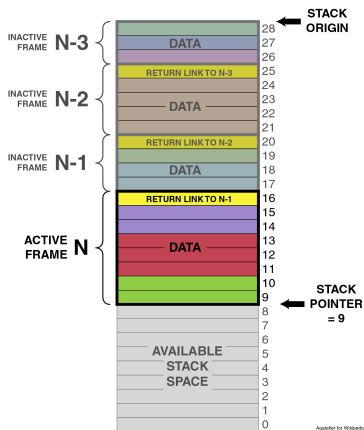 STACK
ORIGIN
INACTIVE
FRAME N-3
28
27
26
DATA
RETURN LINK TO N-3
25
INACTIVE
FRAME N-2
24
23
22
21
DATA
RETURN LINK TO N-2
20
INACTIVE
FRAME N-1
19
18
17
DATA
RETURN LINK TO N-1
16
ACTIVE
FRAME N
15
14
13
12
11
10
9
DATA
STACK
POINTER
= 9
8
7
6
5
4
3
2
1
0
AVAILABLE
STACK
SPACE
Agateller for Wikipedia